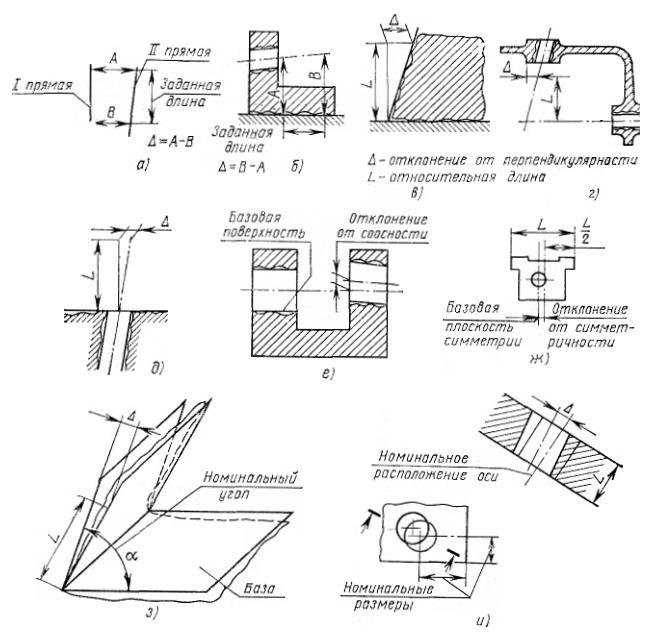 A
II прямая
I прямая
B
Заданная
длина
Δ=A-B
а)
A
B
Заданная
длина
Δ=B-A
б)
Δ
L
Δ-отклонение от перпендикулярности
L-относительная длина
в)
Δ
L
г)
Δ
L
д)
Базовая
поверхность
Отклонение
от соосности
е)
L
L
2
Базовая
плоскость
симметрии
Отклонение
от симмет-
ричности
ж)
Δ
L
α
Номинальный
угол
База
з)
Δ
L
Номинальное
расположение оси
Номинальные
размеры
и)